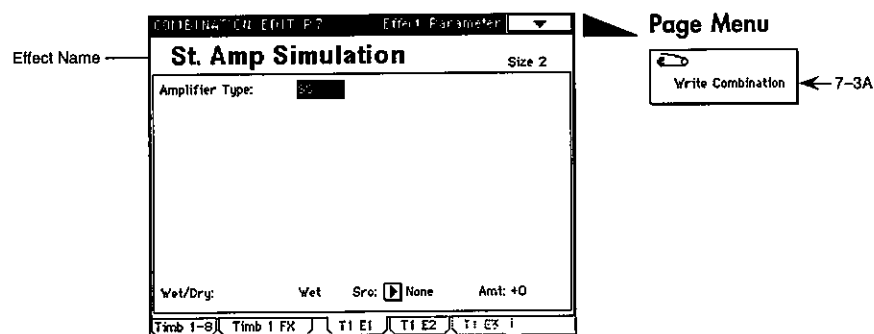 COMBINATION EDIT P7 Effect Parameter
Page Menu
Effect Name
St. Amp Simulation
Size 2
Write Combination
7-3A
Amplifier Type:
Wet/Dry: Wet Src: None Amt: +0
Timb 1-8 Timb 1 FX T1 E1 T1 E2 T1 E3